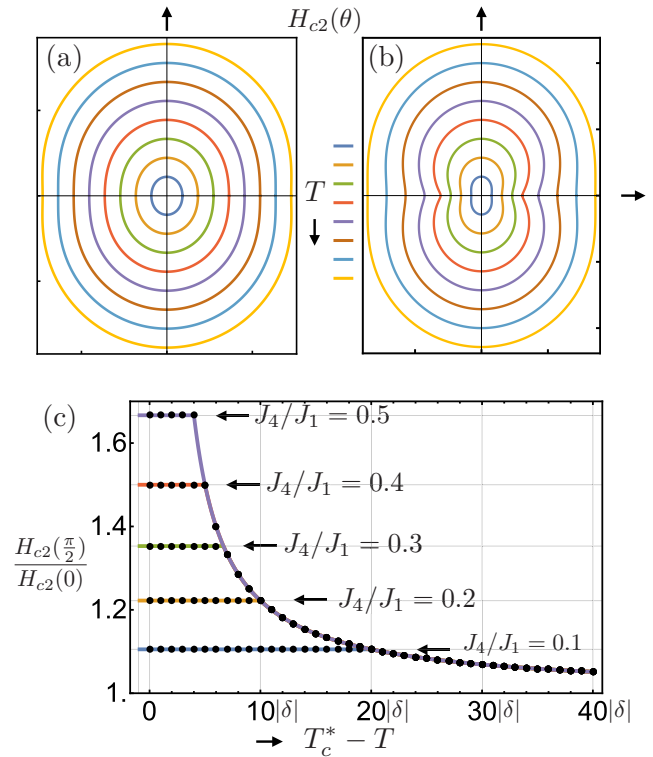 H_{c2}(θ)
(a)
(b)
T
(c)
J_4/J_1 = 0.5
1.6
J_4/J_1 = 0.4
1.4
J_4/J_1 = 0.3
H_{c2}(π/2)
H_{c2}(0)
J_4/J_1 = 0.2
1.2
J_4/J_1 = 0.1
1.
0 10|δ| 20|δ| 30|δ| 40|δ|
T_c^* − T